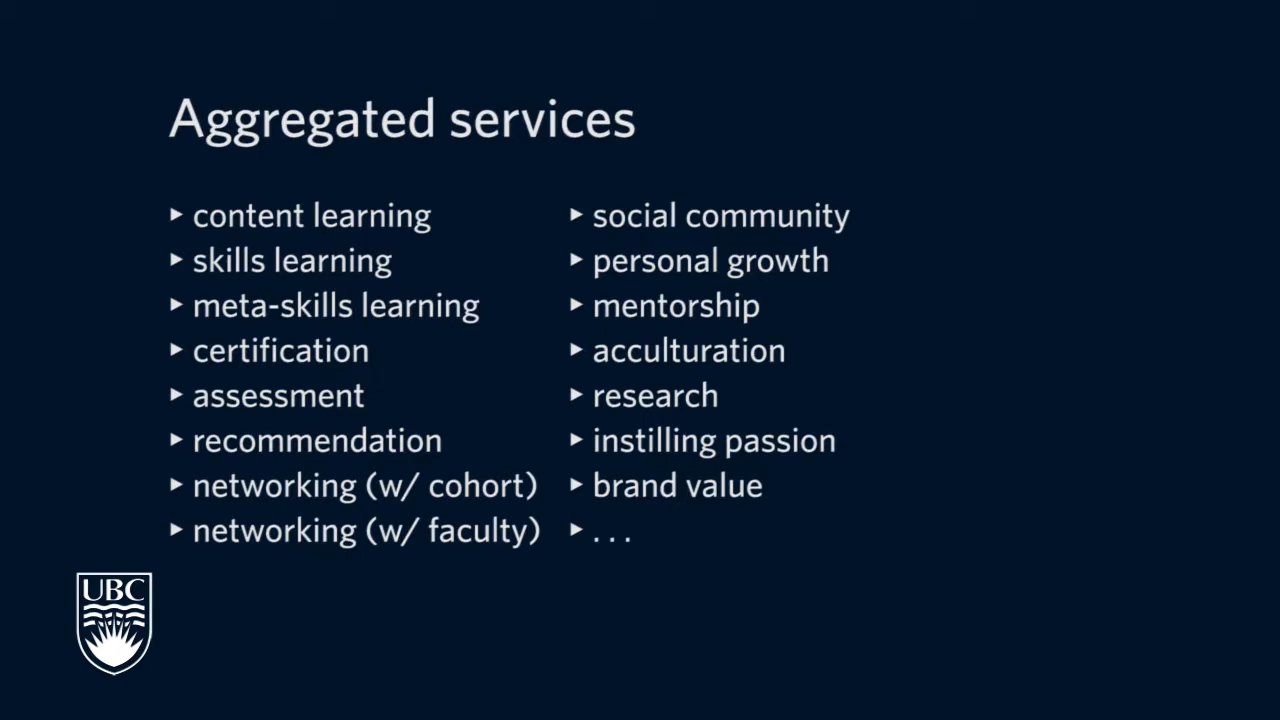 Aggregated services
▸ content learning
▸ skills learning
▸ meta-skills learning
▸ certification
▸ assessment
▸ recommendation
▸ networking (w/ cohort)
▸ networking (w/ faculty)
▸ social community
▸ personal growth
▸ mentorship
▸ acculturation
▸ research
▸ instilling passion
▸ brand value
▸ . . .
UBC